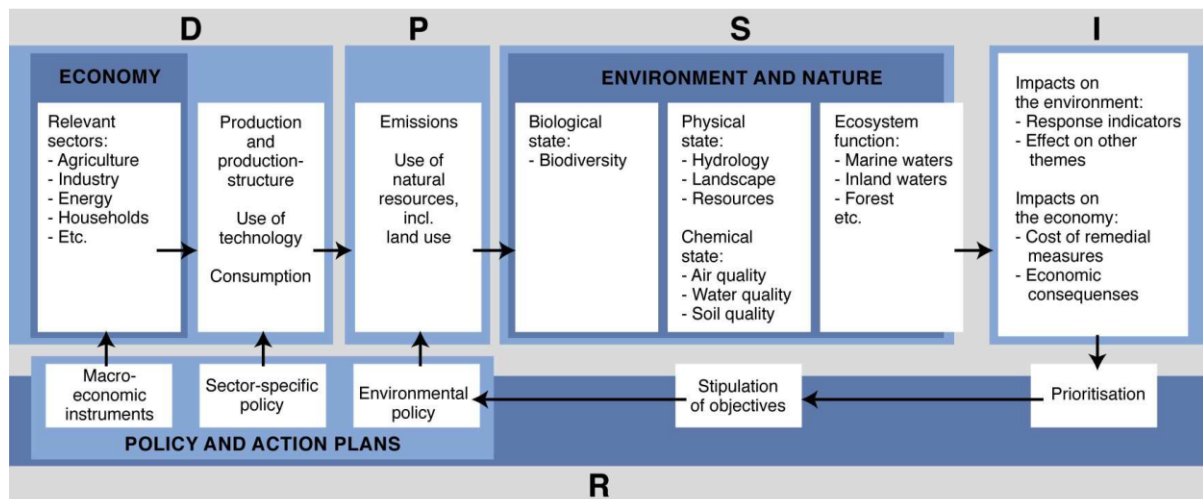 D
P
S
I
ECONOMY
Relevant
sectors:
- Agriculture
- Industry
- Energy
- Households
- Etc.
Production
and
production-
structure
Use of
technology
Consumption
Emissions
Use of
natural
resources,
incl.
land use
ENVIRONMENT AND NATURE
Biological
state:
- Biodiversity
Physical
state:
- Hydrology
- Landscape
- Resources
Chemical
state:
- Air quality
- Water quality
- Soil quality
Ecosystem
function:
- Marine waters
- Inland waters
- Forest
etc.
Impacts on
the environment:
- Response indicators
- Effect on other
themes
Impacts on
the economy:
- Cost of remedial
measures
- Economic
consequenses
Macro-
economic
instruments
Sector-specific
policy
Environmental
policy
Stipulation
of objectives
Prioritisation
POLICY AND ACTION PLANS
R